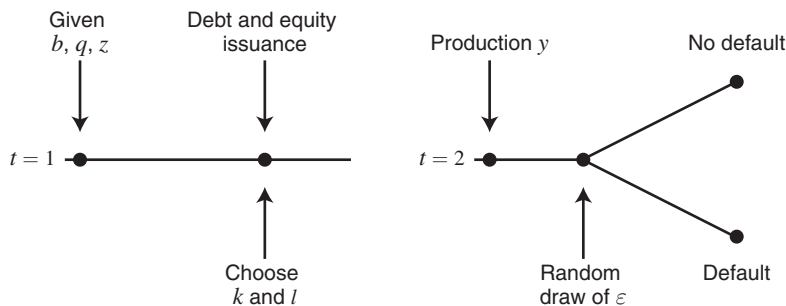 Given
b, q, z
Debt and equity
issuance
Production y
No default
t = 1
t = 2
Choose
k and l
Random
draw of ε
Default